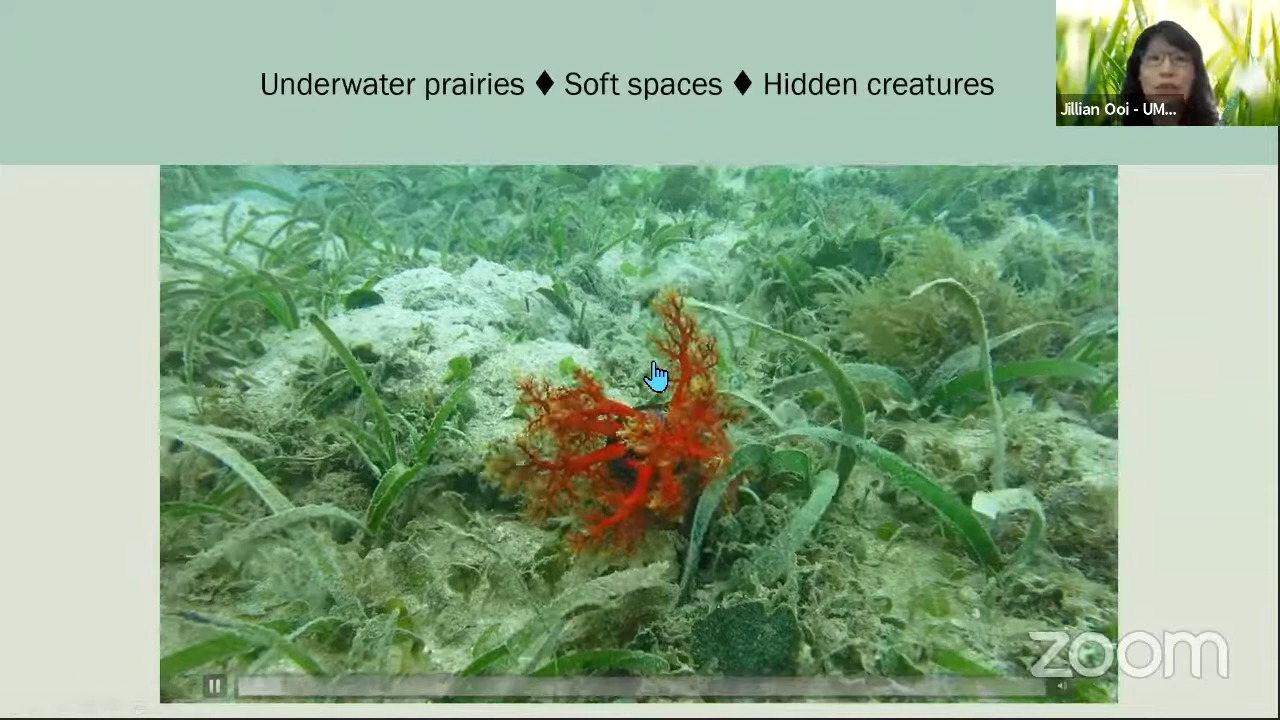 Underwater prairies ♦ Soft spaces ♦ Hidden creatures
Jillian Ooi - UM...
zoom